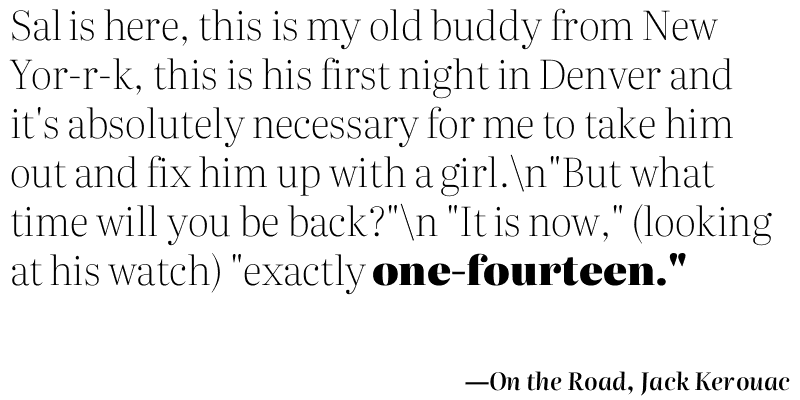 Sal is here, this is my old buddy from New
Yor-r-k, this is his first night in Denver and
it's absolutely necessary for me to take him
out and fix him up with a girl.\n"But what
time will you be back?"\n "It is now," (looking
at his watch) "exactly one-fourteen."
—On the Road, Jack Kerouac